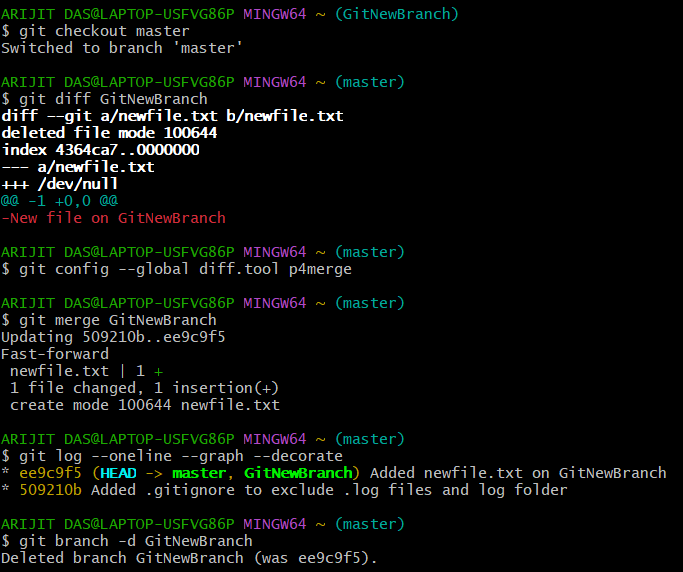 ARIJIT DAS@LAPTOP-USFVG86P MINGW64 ~ (GitNewBranch)
$ git checkout master
Switched to branch 'master'
ARIJIT DAS@LAPTOP-USFVG86P MINGW64 ~ (master)
$ git diff GitNewBranch
diff --git a/newfile.txt b/newfile.txt
deleted file mode 100644
index 4364ca7..0000000
--- a/newfile.txt
+++ /dev/null
@@ -1 +0,0 @@
-New file on GitNewBranch
ARIJIT DAS@LAPTOP-USFVG86P MINGW64 ~ (master)
$ git config --global diff.tool p4merge
ARIJIT DAS@LAPTOP-USFVG86P MINGW64 ~ (master)
$ git merge GitNewBranch
Updating 509210b..ee9c9f5
Fast-forward
 newfile.txt | 1 +
 1 file changed, 1 insertion(+)
 create mode 100644 newfile.txt
ARIJIT DAS@LAPTOP-USFVG86P MINGW64 ~ (master)
$ git log --oneline --graph --decorate
* ee9c9f5 (HEAD -> master, GitNewBranch) Added newfile.txt on GitNewBranch
* 509210b Added .gitignore to exclude .log files and log folder
ARIJIT DAS@LAPTOP-USFVG86P MINGW64 ~ (master)
$ git branch -d GitNewBranch
Deleted branch GitNewBranch (was ee9c9f5).